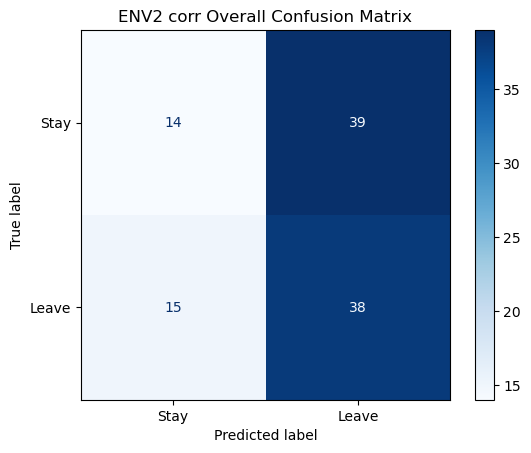 ENV2 corr Overall Confusion Matrix
True label
Stay
14
39
Leave
15
38
Stay
Leave
Predicted label
35
30
25
20
15